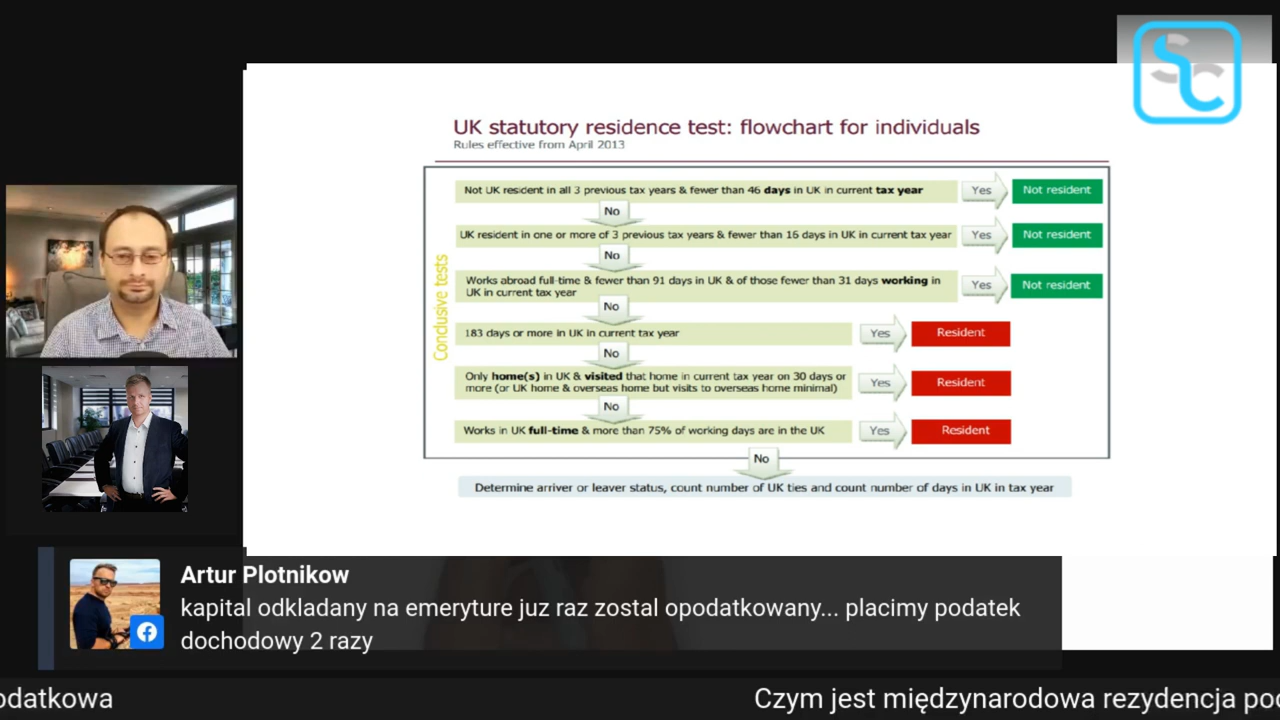 SC
UK statutory residence test: flowchart for individuals
Rules effective from April 2013
Conclusive tests
Not UK resident in all 3 previous tax years & fewer than 46 days in UK in current tax year
Yes
Not resident
No
UK resident in one or more of 3 previous tax years & fewer than 16 days in UK in current tax year
Yes
Not resident
No
Works abroad full-time & fewer than 91 days in UK & of those fewer than 31 days working in
UK in current tax year
Yes
Not resident
No
183 days or more in UK in current tax year
Yes
Resident
No
Only home(s) in UK & visited that home in current tax year on 30 days or
more (or UK home & overseas home but visits to overseas home minimal)
Yes
Resident
No
Works in UK full-time & more than 75% of working days are in the UK
Yes
Resident
No
Determine arriver or leaver status, count number of UK ties and count number of days in UK in tax year
Artur Plotnikow
kapital odkladany na emeryture juz raz zostal opodatkowany... placimy podatek
dochodowy 2 razy
odatkowa
Czym jest międzynarodowa rezydencja pod